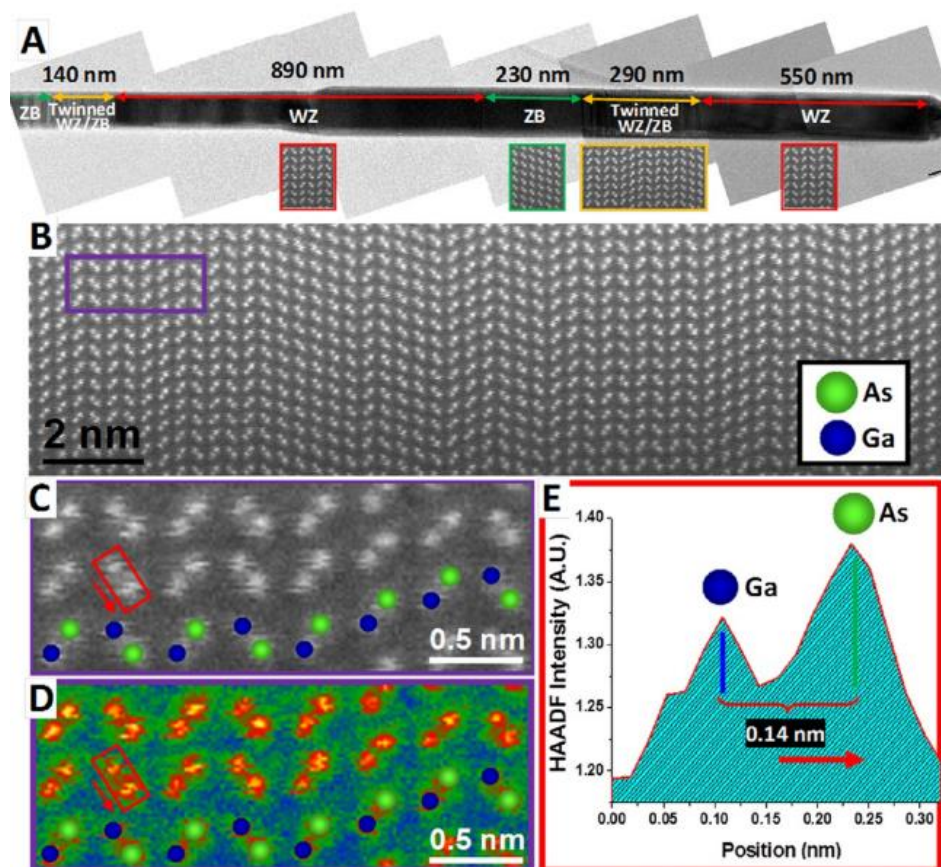 A
140 nm
890 nm
230 nm
290 nm
550 nm
ZB
Twinned
WZ/ZB
WZ
ZB
Twinned
WZ/ZB
WZ
B
2 nm
As
Ga
C
0.5 nm
D
0.5 nm
E
HAADF Intensity (A.U.)
1.40
1.35
1.30
1.25
1.20
Ga
As
0.14 nm
0.00 0.05 0.10 0.15 0.20 0.25 0.30
Position (nm)